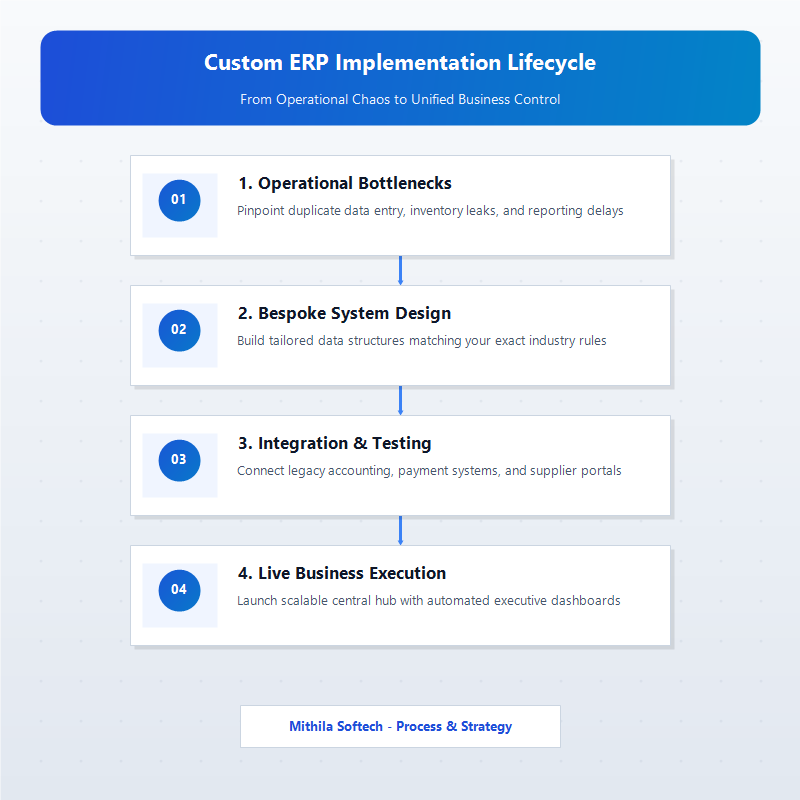 Custom ERP Implementation Lifecycle
From Operational Chaos to Unified Business Control
01
1. Operational Bottlenecks
Pinpoint duplicate data entry, inventory leaks, and reporting delays
02
2. Bespoke System Design
Build tailored data structures matching your exact industry rules
03
3. Integration & Testing
Connect legacy accounting, payment systems, and supplier portals
04
4. Live Business Execution
Launch scalable central hub with automated executive dashboards
Mithila Softech - Process & Strategy